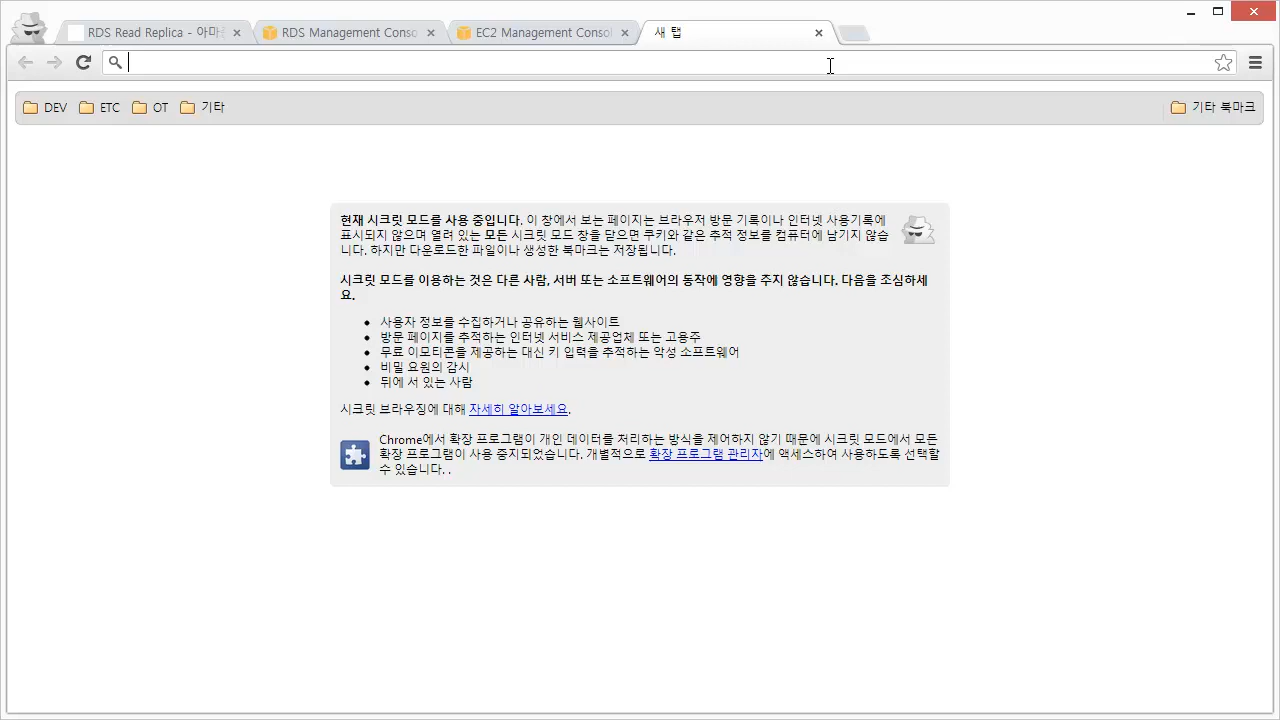 RDS Read Replica - 아마
RDS Management Conso
EC2 Management Consol
새 탭
DEV
ETC
OT
기타
기타 북마크
현재 시크릿 모드를 사용 중입니다. 이 창에서 보는 페이지는 브라우저 방문 기록이나 인터넷 사용기록에
표시되지 않으며 열려 있는 모든 시크릿 모드 창을 닫으면 쿠키와 같은 추적 정보를 컴퓨터에 남기지 않습
니다. 하지만 다운로드한 파일이나 생성한 북마크는 저장됩니다.
시크릿 모드를 이용하는 것은 다른 사람, 서버 또는 소프트웨어의 동작에 영향을 주지 않습니다. 다음을 조심하세
요.
사용자 정보를 수집하거나 공유하는 웹사이트
방문 페이지를 추적하는 인터넷 서비스 제공업체 또는 고용주
무료 이모티콘을 제공하는 대신 키 입력을 추적하는 악성 소프트웨어
비밀 요원의 감시
뒤에 서 있는 사람
시크릿 브라우징에 대해 자세히 알아보세요.
Chrome에서 확장 프로그램이 개인 데이터를 처리하는 방식을 제어하지 않기 때문에 시크릿 모드에서 모든
확장 프로그램이 사용 중지되었습니다. 개별적으로 확장 프로그램 관리자에 액세스하여 사용하도록 선택할
수 있습니다. .